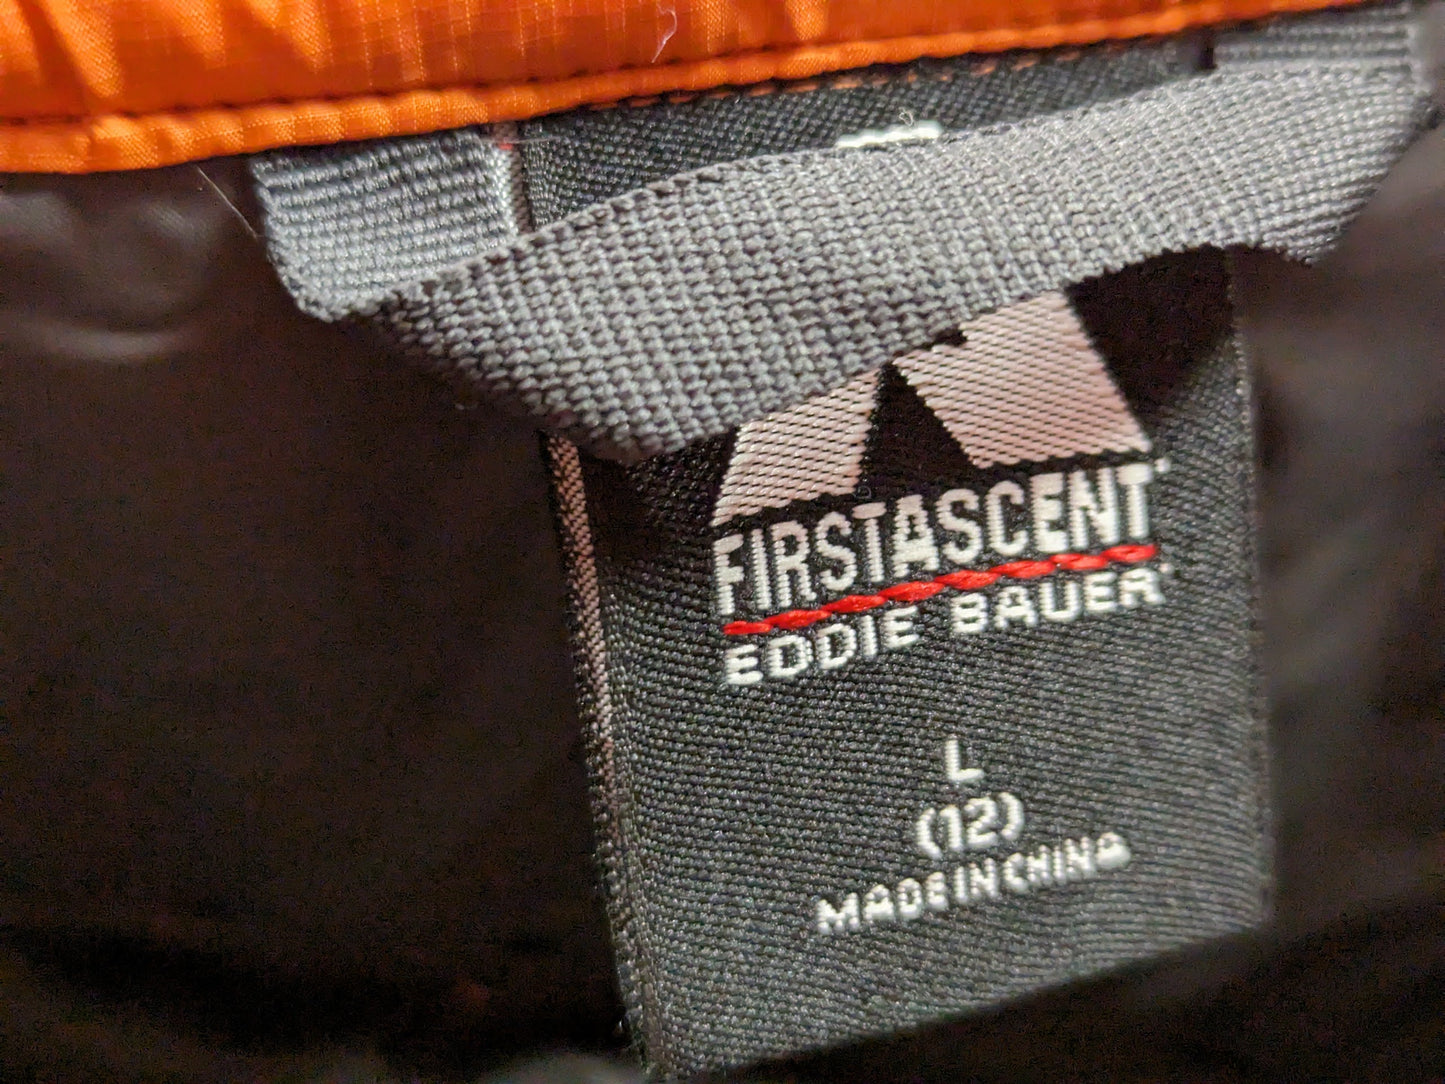 FIRSTASCENT
EDDIE BAUER
L
(12)
MADE IN CHINA